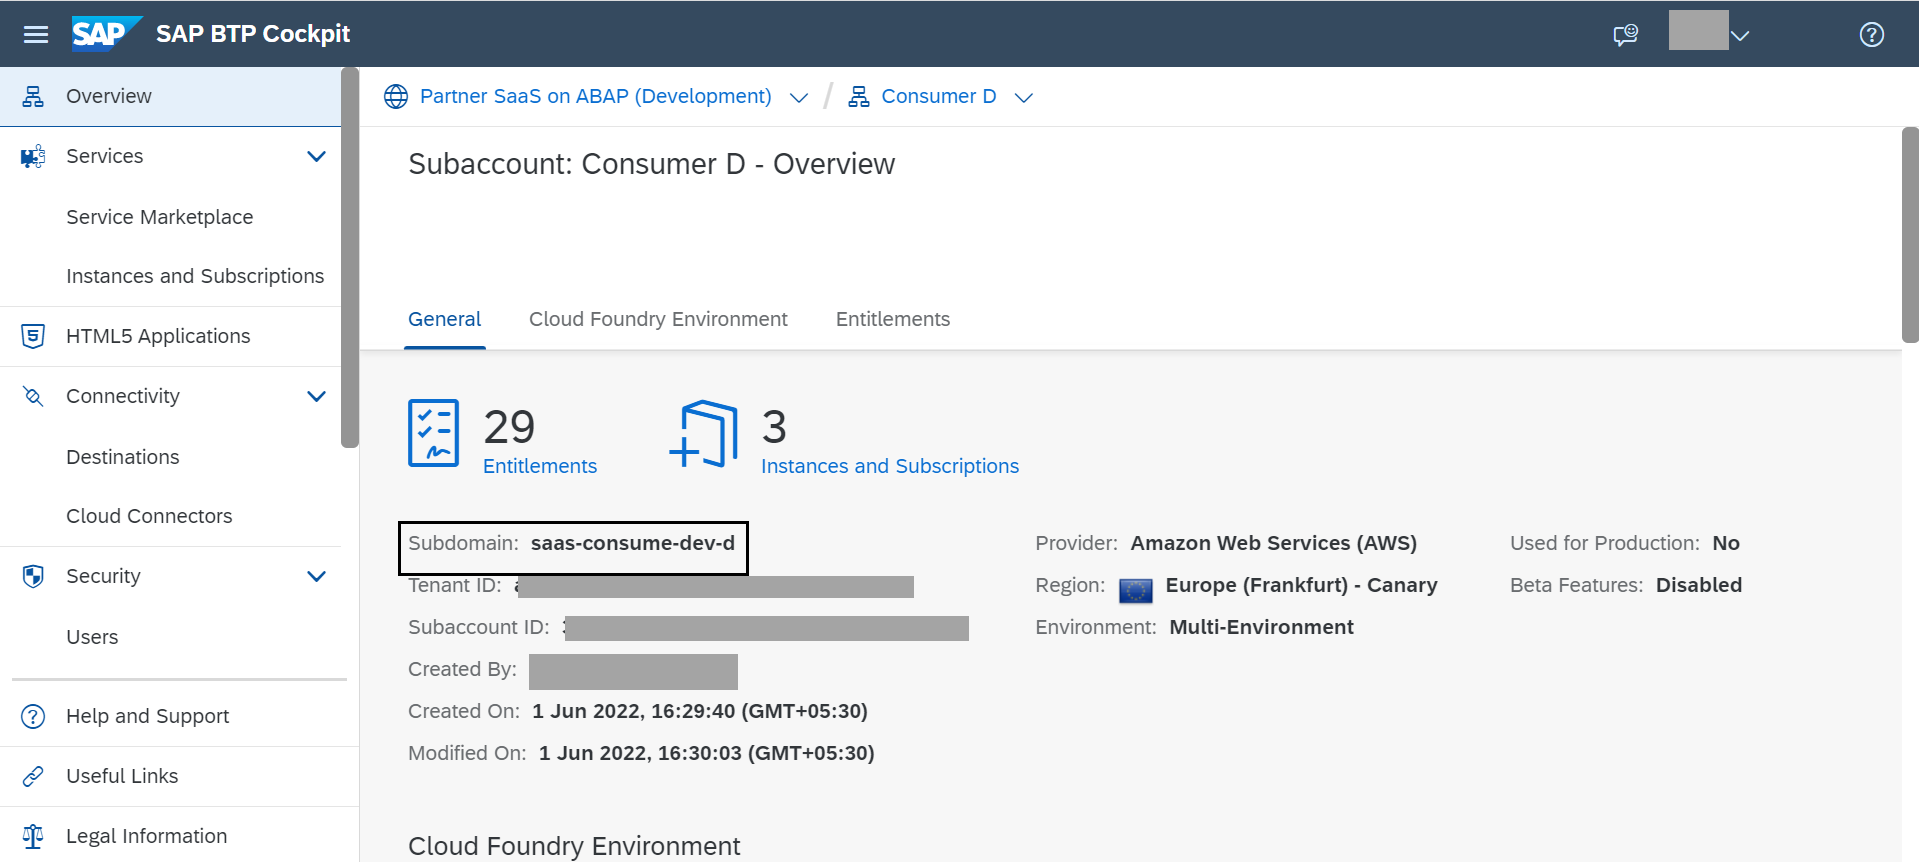 SAP SAP BTP Cockpit
Overview
Services
Service Marketplace
Instances and Subscriptions
HTML5 Applications
Connectivity
Destinations
Cloud Connectors
Security
Users
Help and Support
Useful Links
Legal Information
Partner SaaS on ABAP (Development) / Consumer D
Subaccount: Consumer D - Overview
General Cloud Foundry Environment Entitlements
29
Entitlements
3
Instances and Subscriptions
Subdomain: saas-consume-dev-d
Tenant ID:
Subaccount ID:
Created By:
Created On: 1 Jun 2022, 16:29:40 (GMT+05:30)
Modified On: 1 Jun 2022, 16:30:03 (GMT+05:30)
Provider: Amazon Web Services (AWS)
Region: Europe (Frankfurt) - Canary
Environment: Multi-Environment
Used for Production: No
Beta Features: Disabled
Cloud Foundry Environment